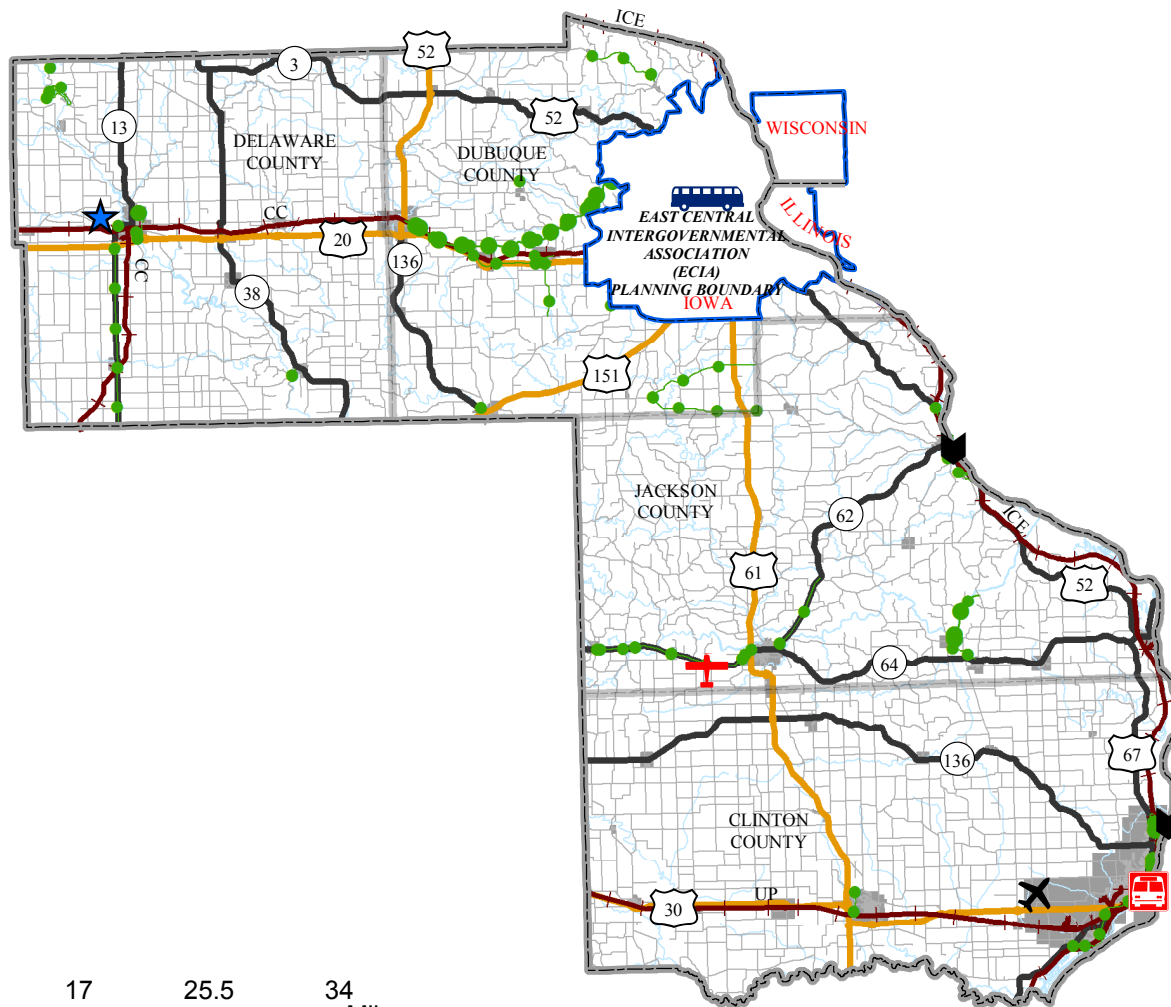 ICE
52
3
13
52
DELAWARE
COUNTY
DUBUQUE
COUNTY
WISCONSIN
ILLINOIS
CC
20
EAST CENTRAL
INTERGOVERNMENTAL
ASSOCIATION
(ECIA)
PLANNING BOUNDARY
IOWA
CC
136
38
151
JACKSON
COUNTY
62
ICE
61
52
64
67
136
CLINTON
COUNTY
UP
30
17 25.5 34